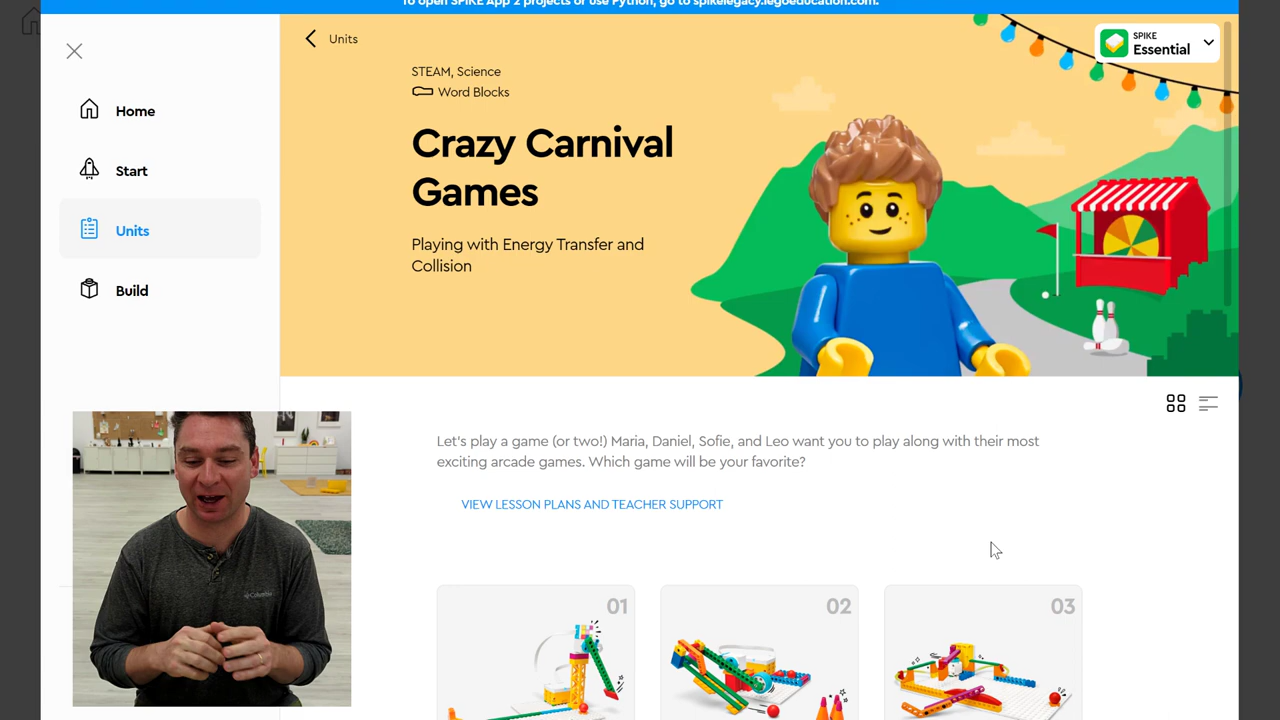 To open SPIKE App 2 projects or use Python, go to spikelegacy.legoeducation.com.
Units
SPIKE
Essential
STEAM, Science
Word Blocks
Home
Crazy Carnival
Games
Start
Units
Playing with Energy Transfer and
Collision
Build
Let's play a game (or two!) Maria, Daniel, Sofie, and Leo want you to play along with their most
exciting arcade games. Which game will be your favorite?
VIEW LESSON PLANS AND TEACHER SUPPORT
01
02
03
Columbia